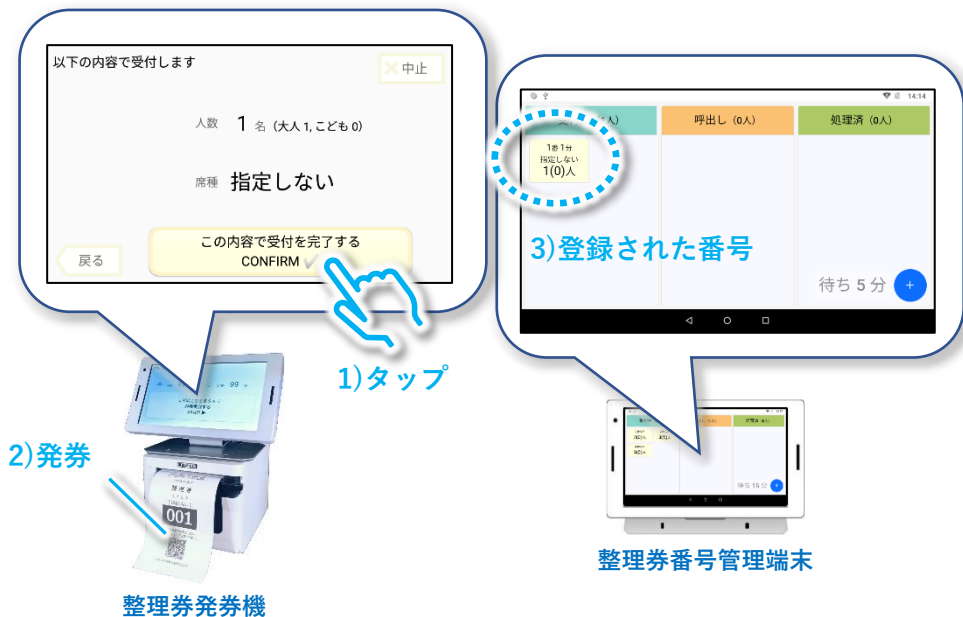 以下の内容で受付します
中止
人数 1 名 (大人 1, こども 0)
席種 指定しない
この内容で受付を完了する
CONFIRM
戻る
1)タップ
2)発券
001
整理券発券機
14:14
呼出し (0人)
処理済 (0人)
1番 1分
指定しない
1(0)人
3)登録された番号
待ち 5 分
+
待ち 15 分
+
整理券番号管理端末